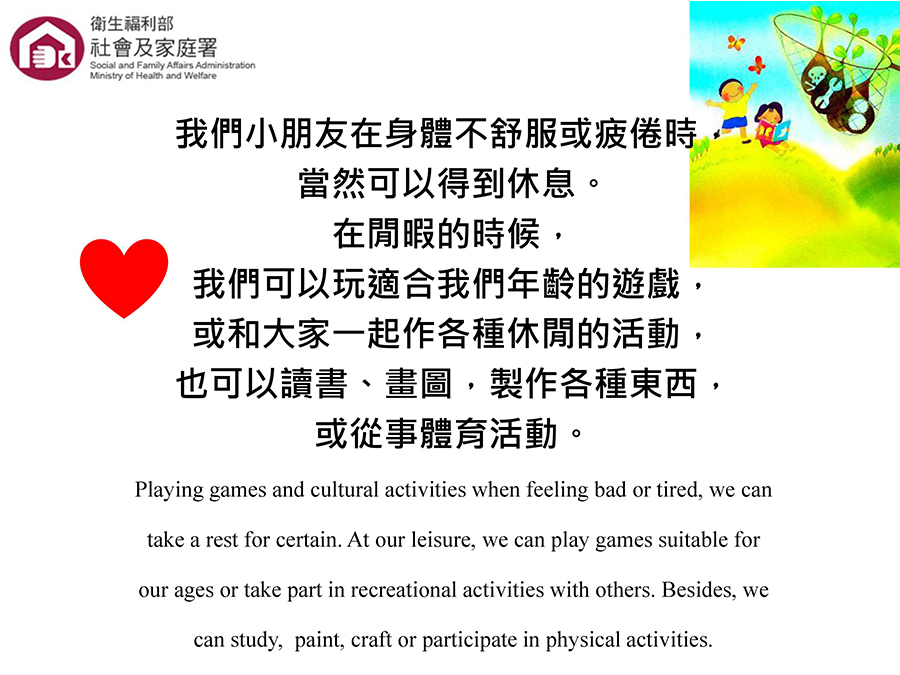 衛生福利部
社會及家庭署
Social and Family Affairs Administration
Ministry of Health and Welfare
我們小朋友在身體不舒服或疲倦時
當然可以得到休息。
在閒暇的時候，
我們可以玩適合我們年齡的遊戲，
或和大家一起作各種休閒的活動，
也可以讀書、畫圖，製作各種東西，
或從事體育活動。
Playing games and cultural activities when feeling bad or tired, we can
take a rest for certain. At our leisure, we can play games suitable for
our ages or take part in recreational activities with others. Besides, we
can study,  paint, craft or participate in physical activities.